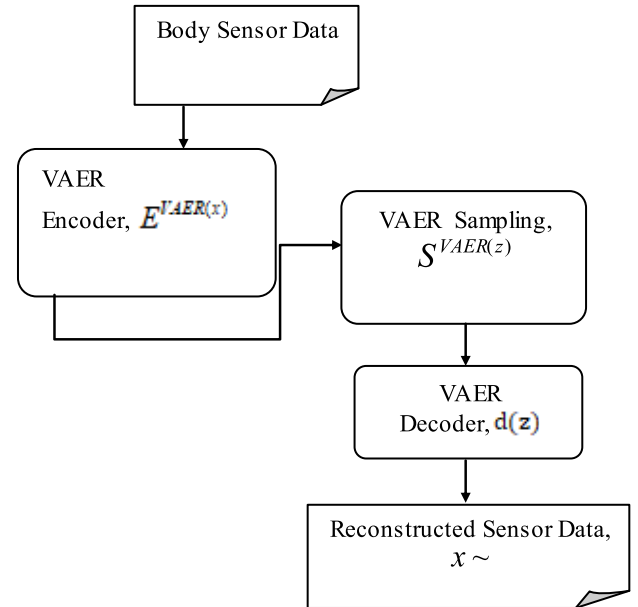 Body Sensor Data
VAER
Encoder, E^VAER(x)
VAER Sampling,
S^VAER(z)
VAER
Decoder, d(z)
Reconstructed Sensor Data,
x ~